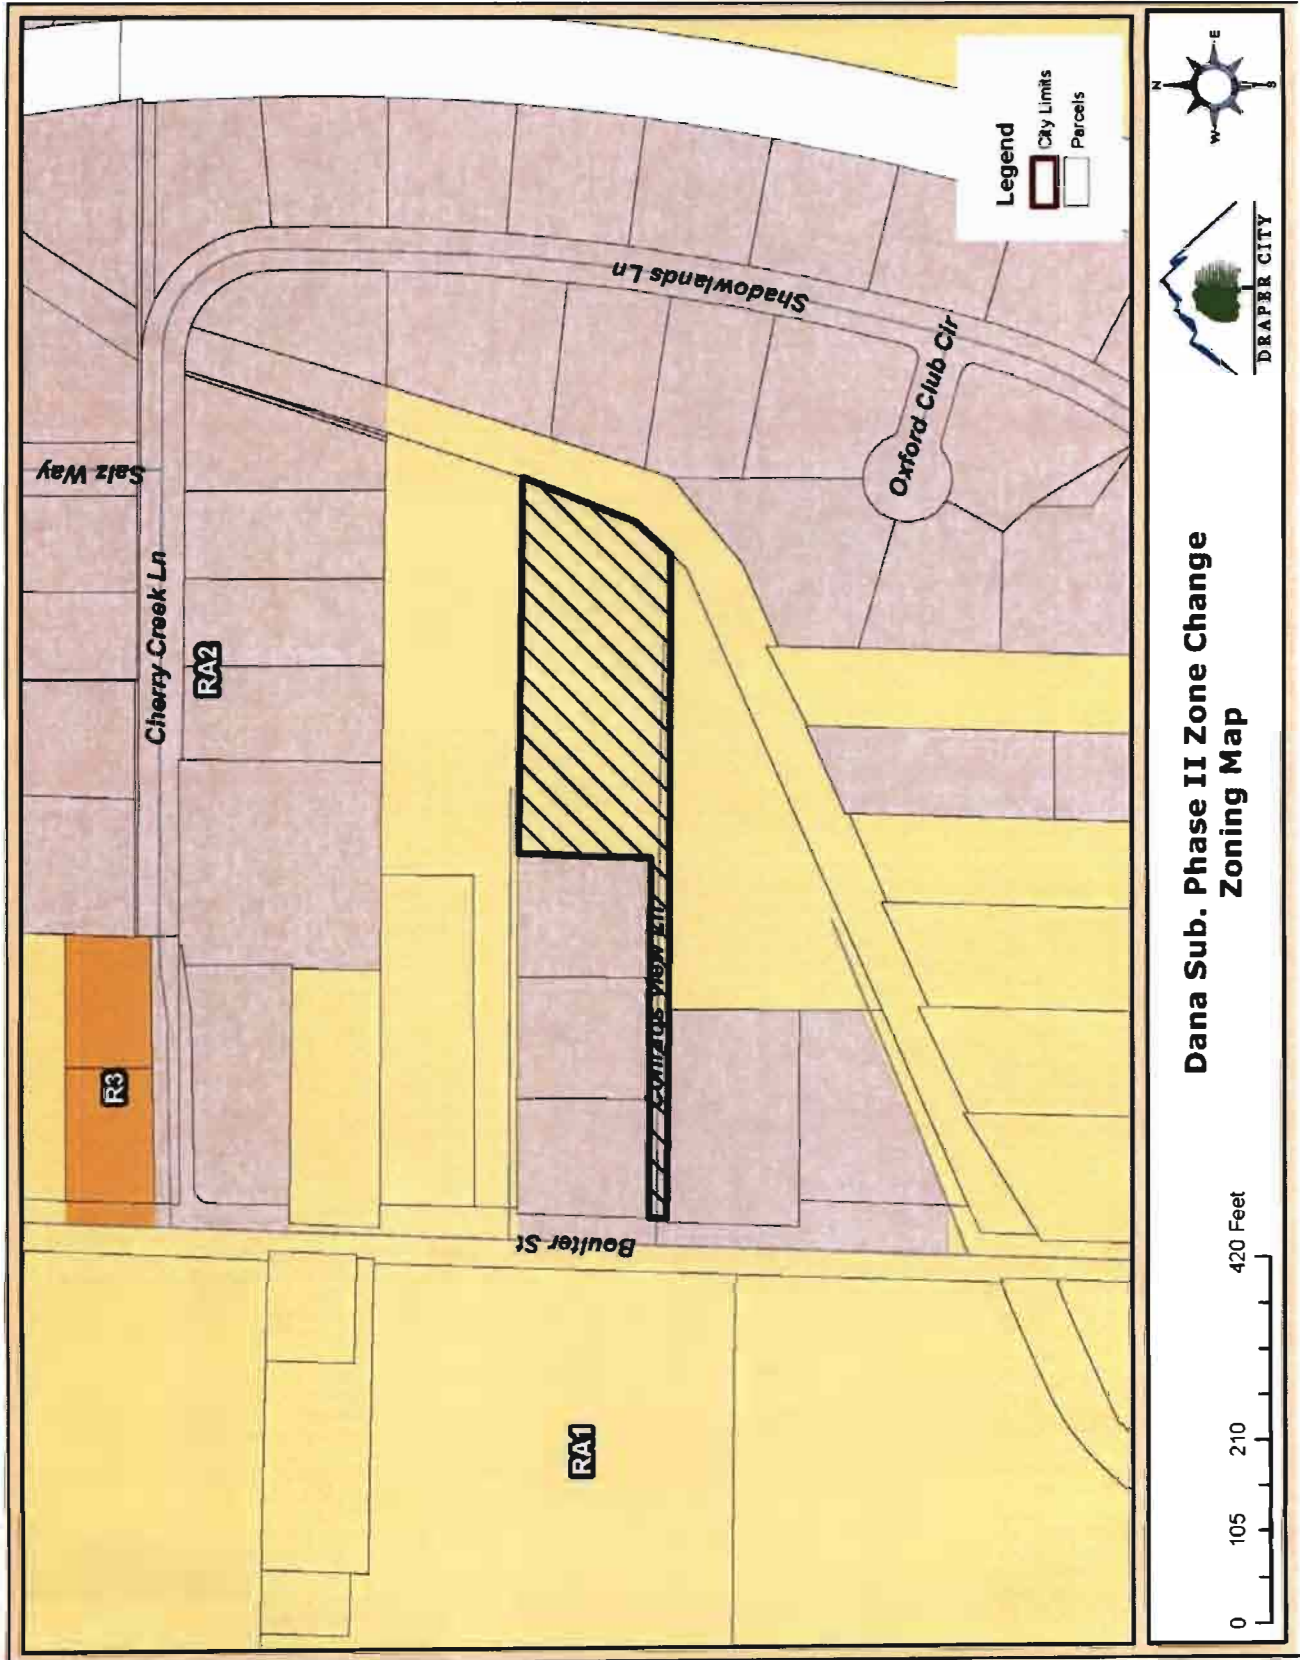 Salz Way
Cherry Creek Ln
RA2
R3
Shadowlands Ln
Oxford Club Cir
View
Boulter St
RA1
Legend
City Limits
Parcels
Dana Sub. Phase II Zone Change
Zoning Map
0 105 210 420 Feet
DRAPER CITY
N
E
S
W